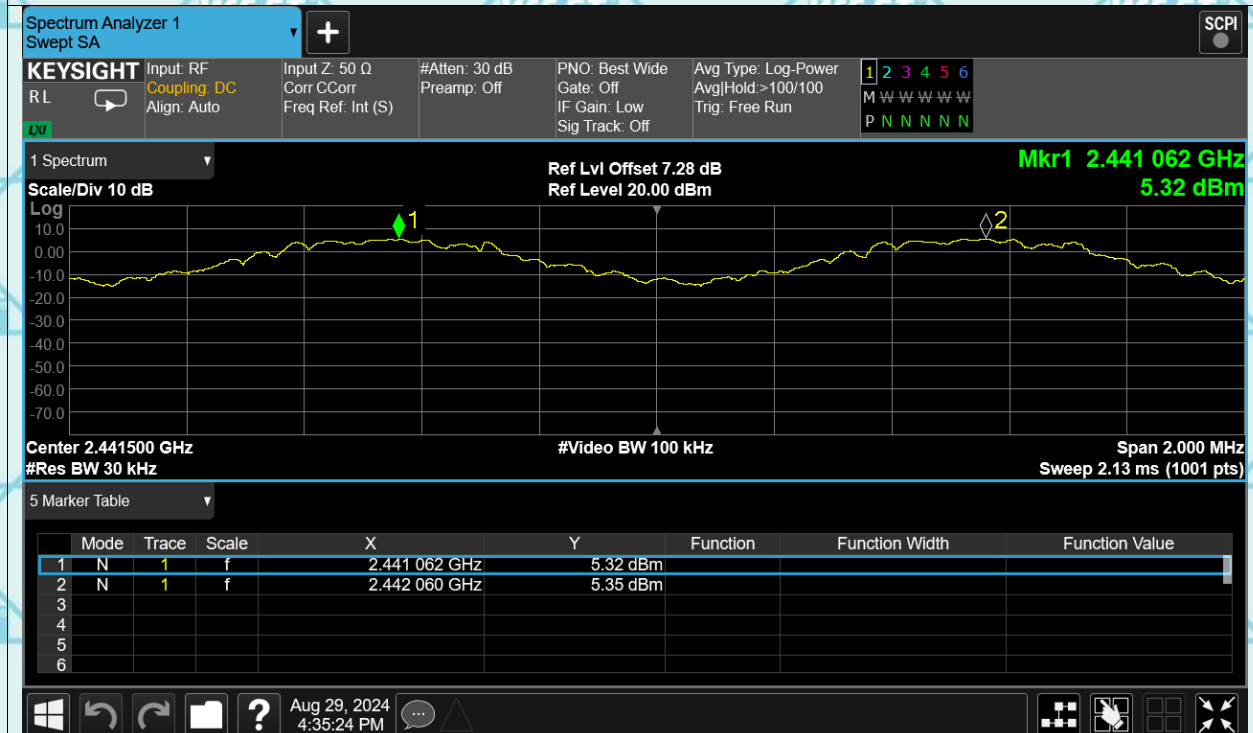 Spectrum Analyzer 1
Swept SA
+
SCPI
KEYSIGHT
RL
LXI
Input: RF
Coupling: DC
Align: Auto
Input Z: 50 Ω
Corr CCorr
Freq Ref: Int (S)
#Atten: 30 dB
Preamp: Off
PNO: Best Wide
Gate: Off
IF Gain: Low
Sig Track: Off
Avg Type: Log-Power
Avg|Hold:>100/100
Trig: Free Run
1 2 3 4 5 6
M W W W W W
P N N N N N
1 Spectrum
Scale/Div 10 dB
Ref Lvl Offset 7.28 dB
Ref Level 20.00 dBm
Mkr1 2.441 062 GHz
5.32 dBm
Log
1
2
10.0
0.00
-10.0
-20.0
-30.0
-40.0
-50.0
-60.0
-70.0
Center 2.441500 GHz
#Video BW 100 kHz
Span 2.000 MHz
#Res BW 30 kHz
Sweep 2.13 ms (1001 pts)
5 Marker Table
Mode Trace Scale X Y Function Function Width Function Value
1 N 1 f 2.441 062 GHz 5.32 dBm
2 N 1 f 2.442 060 GHz 5.35 dBm
3
4
5
6
?
Aug 29, 2024
4:35:24 PM